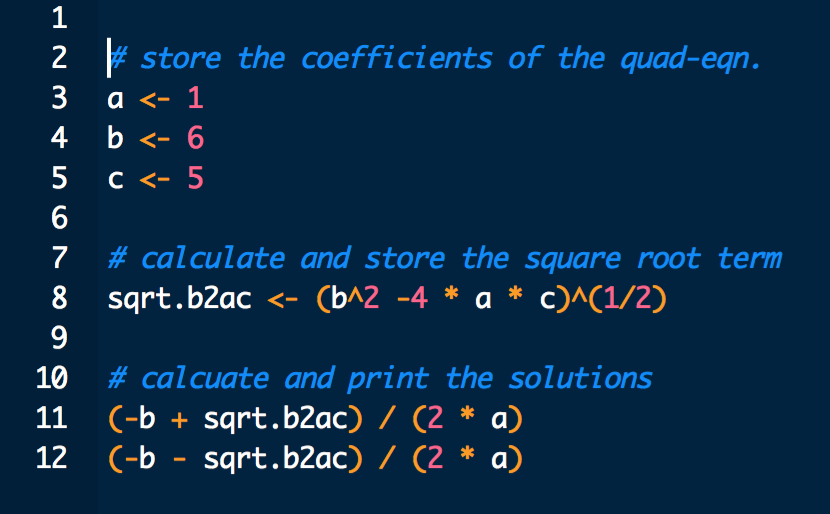 1
2 # store the coefficients of the quad-eqn.
3 a <- 1
4 b <- 6
5 c <- 5
6
7 # calculate and store the square root term
8 sqrt.b2ac <- (b^2 -4 * a * c)^(1/2)
9
10 # calcuate and print the solutions
11 (-b + sqrt.b2ac) / (2 * a)
12 (-b - sqrt.b2ac) / (2 * a)